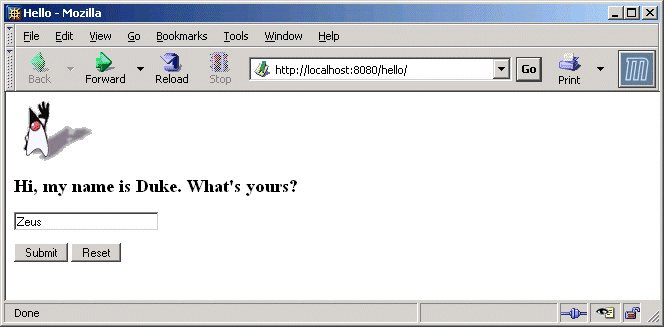 Hello - Mozilla
File Edit View Go Bookmarks Tools Window Help
Back Forward Reload Stop http://localhost:8080/hello/ Go Print
Hi, my name is Duke. What's yours?
Zeus
Submit Reset
Done